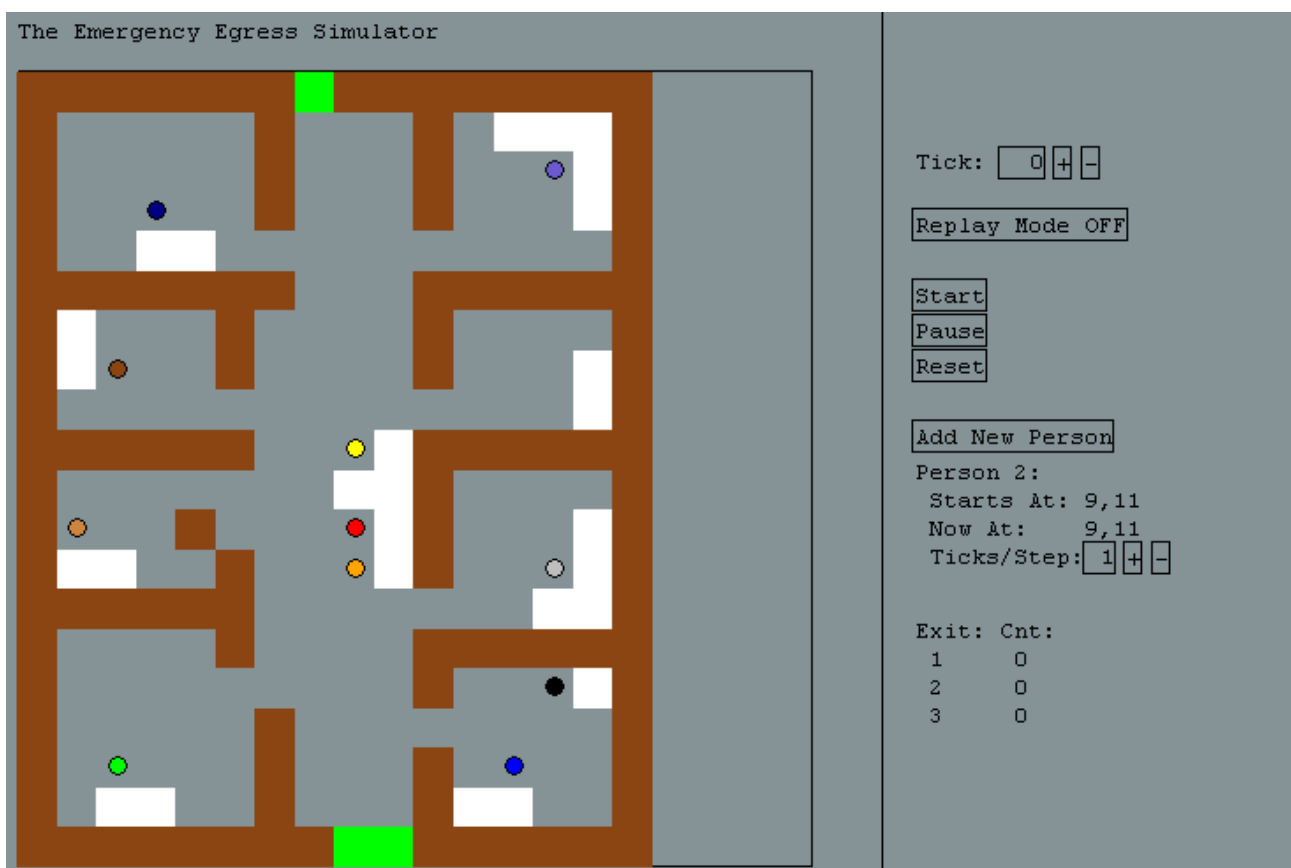 The Emergency Egress Simulator
Tick: 0 + -
Replay Mode OFF
Start
Pause
Reset
Add New Person
Person 2:
Starts At: 9,11
Now At: 9,11
Ticks/Step: 1 + -
Exit: Cnt:
1 0
2 0
3 0